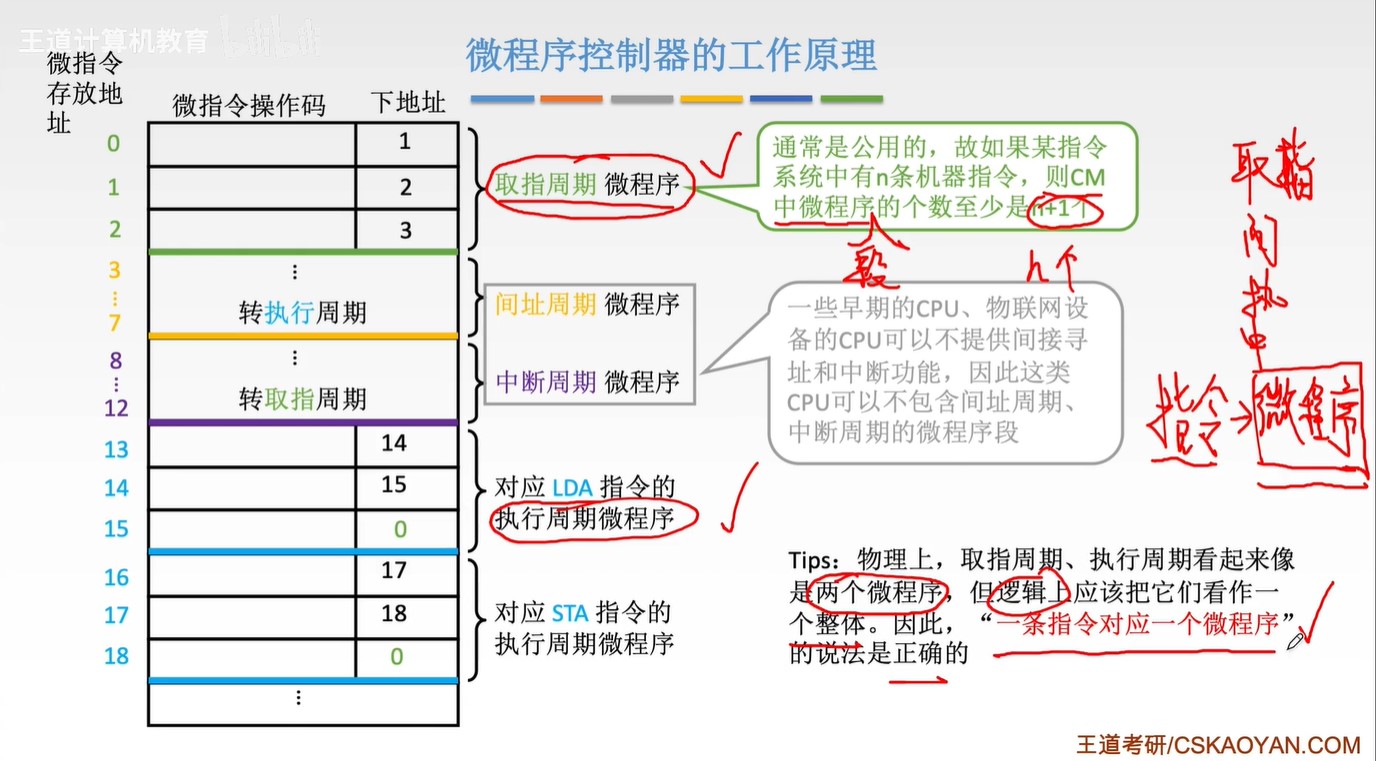 王道计算机教育 bilibili
微程序控制器的工作原理
微指令
存放地
址
微指令操作码
下地址
0
1
1
2
2
3
取指周期 微程序
通常是公用的，故如果某指令
系统中有n条机器指令，则CM
中微程序的个数至少是n+1个
段
n个
取指
间
执
中
指令→微程序
3
⋮
7
⋮
转执行周期
间址周期 微程序
8
⋮
12
⋮
转取指周期
中断周期 微程序
一些早期的CPU、物联网设
备的CPU可以不提供间接寻
址和中断功能，因此这类
CPU可以不包含间址周期、
中断周期的微程序段
13
14
14
15
15
0
对应 LDA 指令的
执行周期微程序
16
17
17
18
18
0
对应 STA 指令的
执行周期微程序
⋮
Tips：物理上，取指周期、执行周期看起来像
是两个微程序，但逻辑上应该把它们看作一
个整体。因此，“一条指令对应一个微程序”
的说法是正确的
王道考研/CSKAOYAN.COM